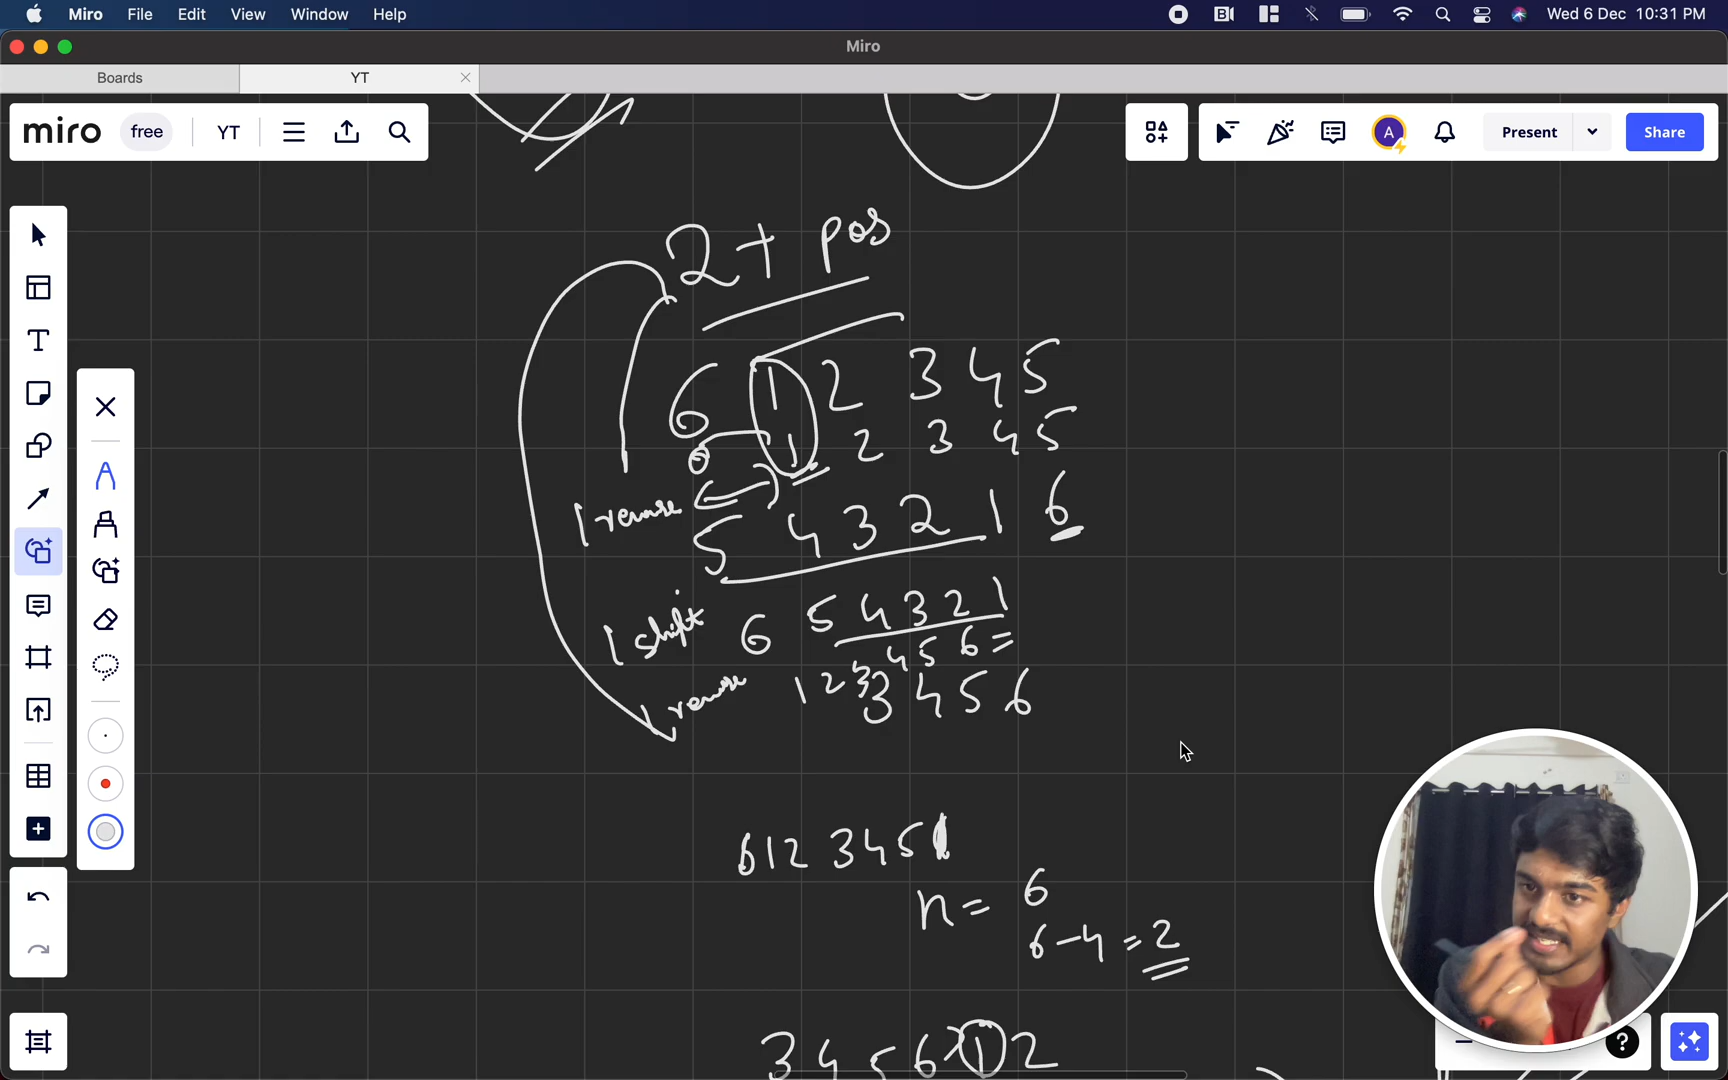 Miro File Edit View Window Help
Wed 6 Dec 10:31 PM
Miro
Boards
YT
miro free YT
A
Present
Share
2 + pos
6 1 2 3 4 5
6 1 2 3 4 5
1 reverse
5 4 3 2 1 6
1 shift 6 5 4 3 2 1
1 2 3 4 5 6 =
1 reverse 3 4 5 6
6 1 2 3 4 5
n = 6
6 - 4 = 2
3 4 5 6 1 2
?